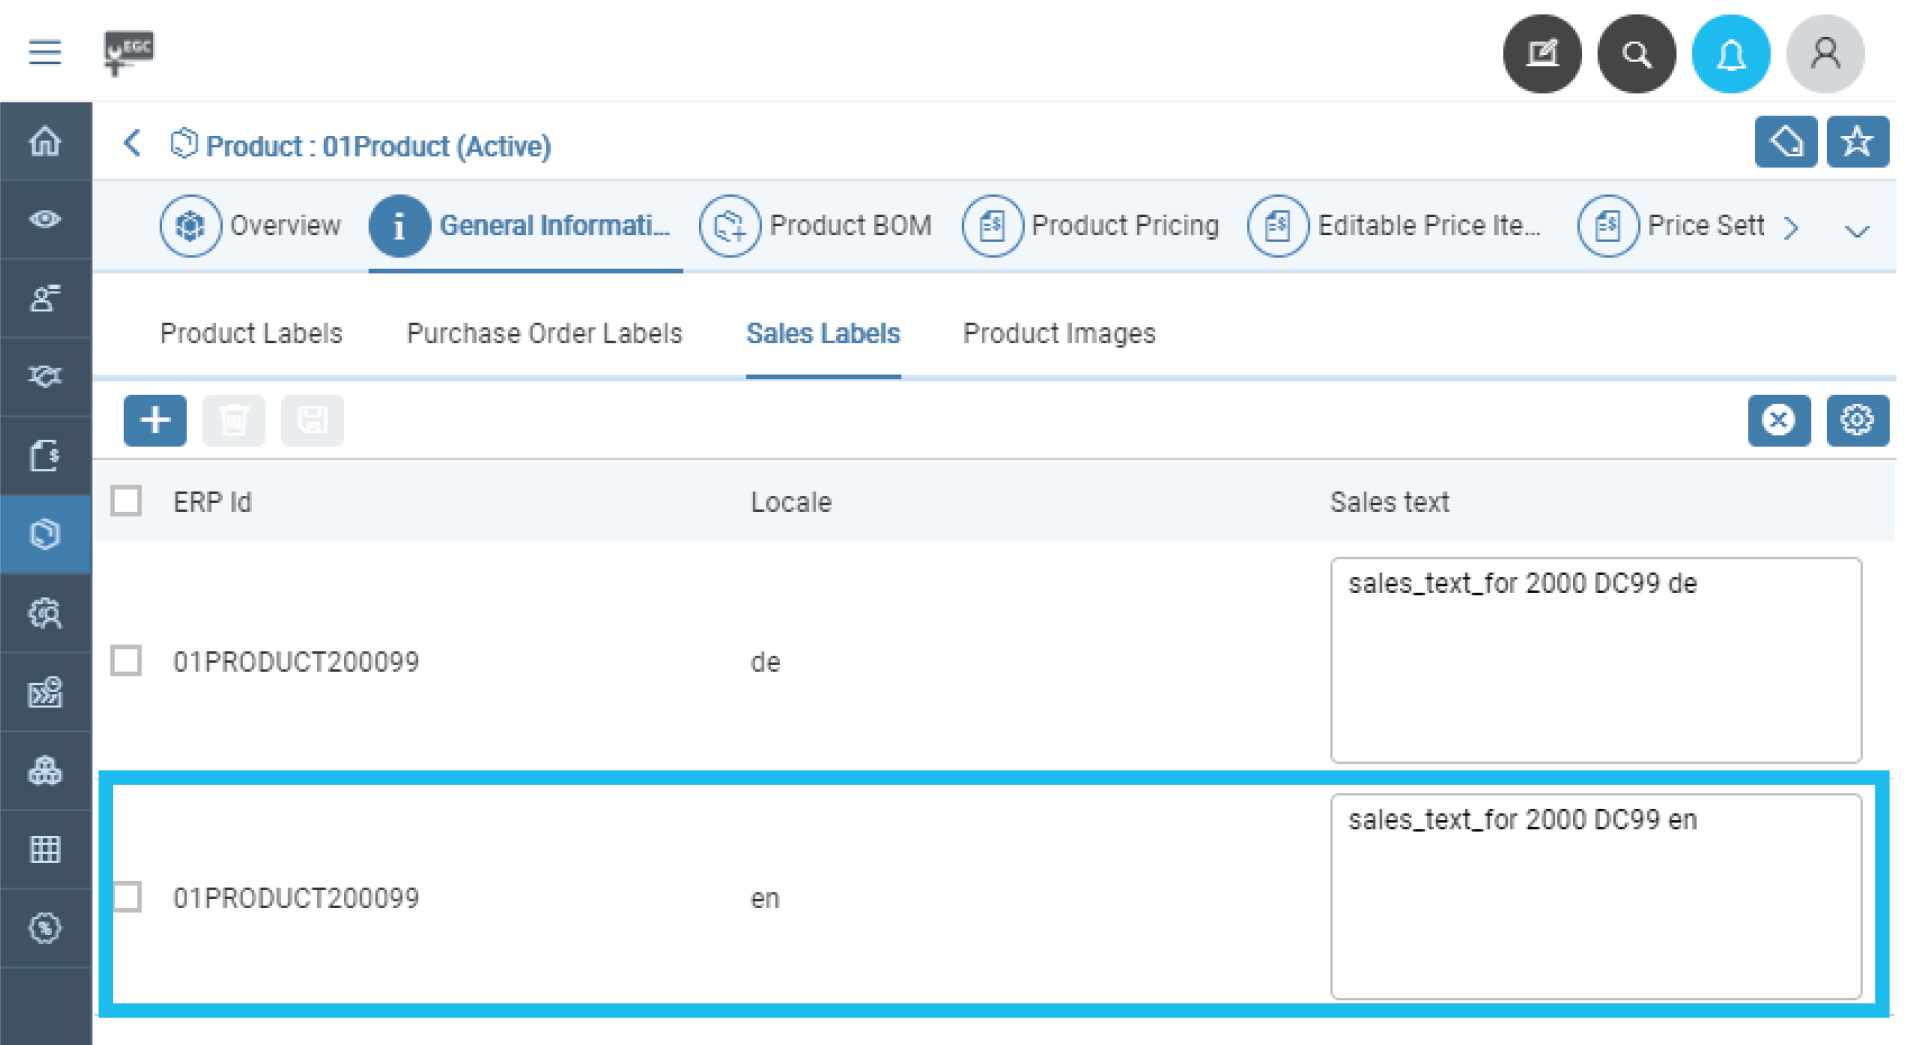 EGC
Product : 01Product (Active)
Overview
General Informati...
Product BOM
Product Pricing
Editable Price Ite...
Price Sett
Product Labels
Purchase Order Labels
Sales Labels
Product Images
ERP Id
Locale
Sales text
01PRODUCT200099
de
sales_text_for 2000 DC99 de
01PRODUCT200099
en
sales_text_for 2000 DC99 en